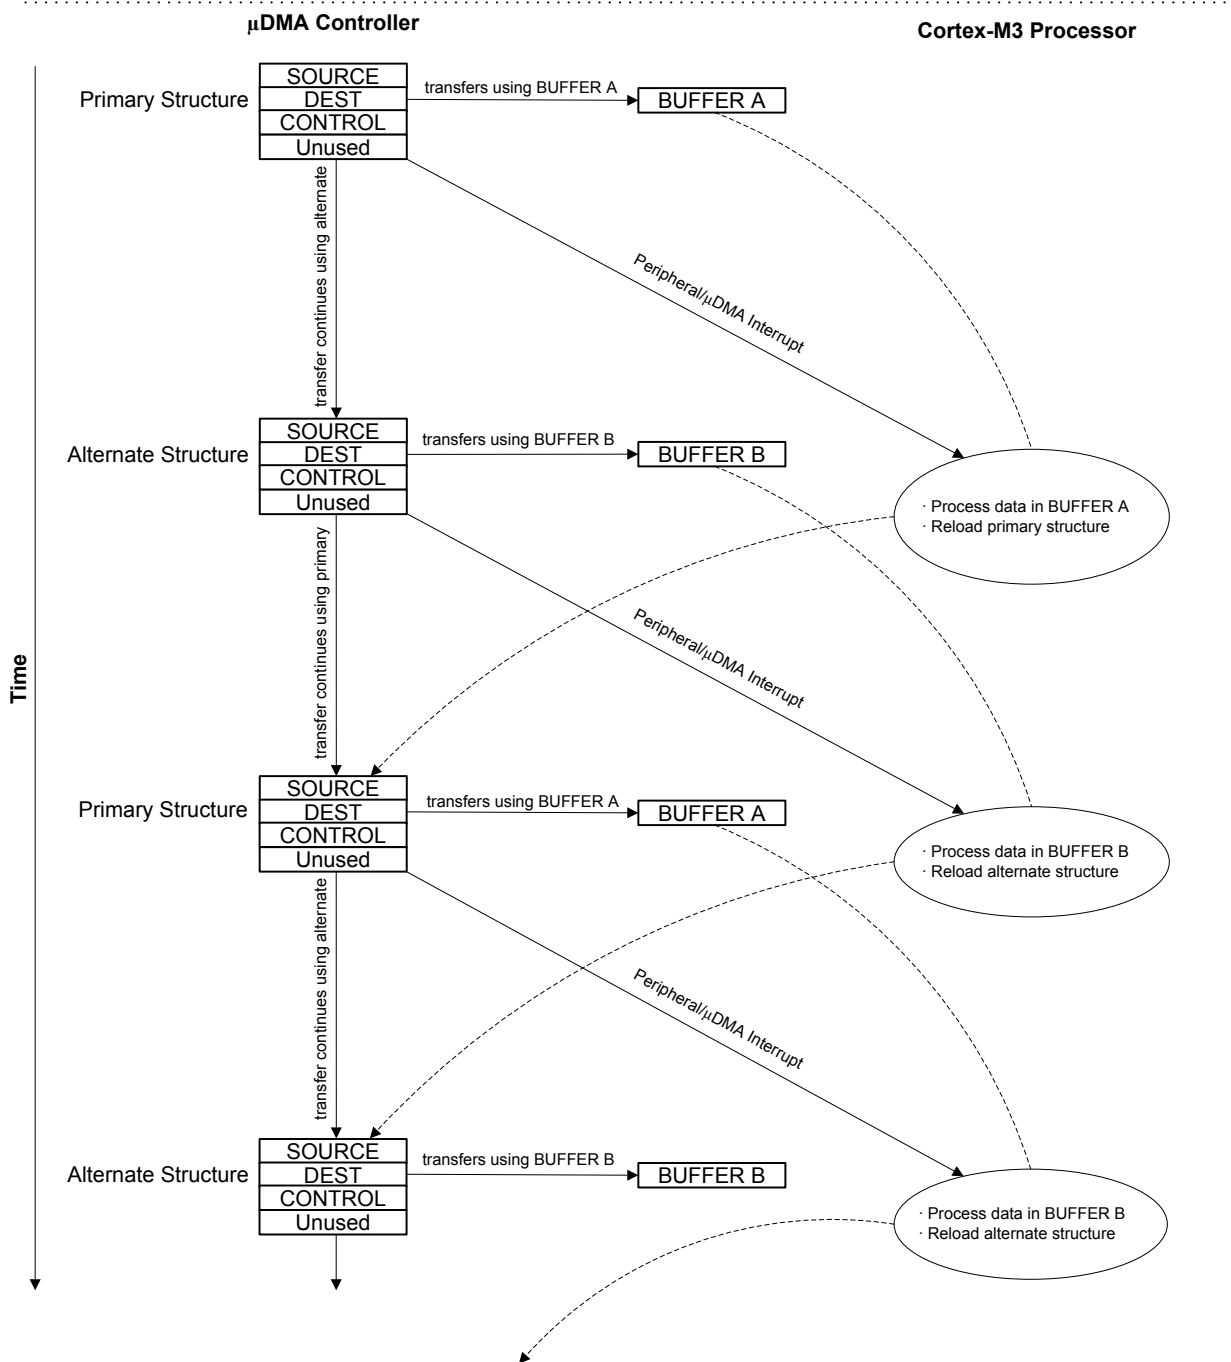 μDMA Controller
Cortex-M3 Processor
Primary Structure
SOURCE
DEST
CONTROL
Unused
transfers using BUFFER A
BUFFER A
transfer continues using alternate
Peripheral/μDMA Interrupt
Alternate Structure
SOURCE
DEST
CONTROL
Unused
transfers using BUFFER B
BUFFER B
· Process data in BUFFER A
· Reload primary structure
transfer continues using primary
Peripheral/μDMA Interrupt
Time
Primary Structure
SOURCE
DEST
CONTROL
Unused
transfers using BUFFER A
BUFFER A
· Process data in BUFFER B
· Reload alternate structure
transfer continues using alternate
Peripheral/μDMA Interrupt
Alternate Structure
SOURCE
DEST
CONTROL
Unused
transfers using BUFFER B
BUFFER B
· Process data in BUFFER B
· Reload alternate structure